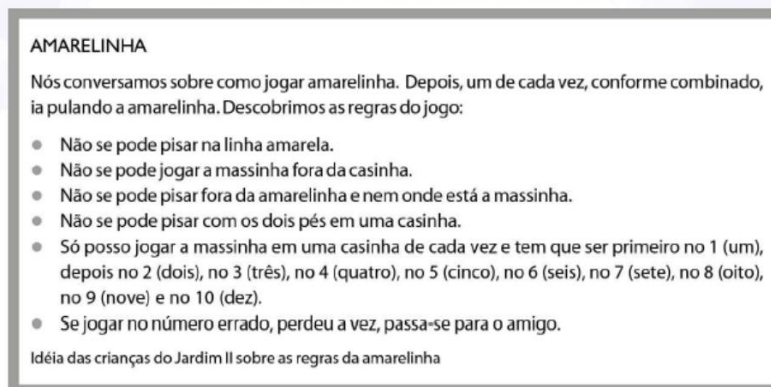 AMARELINHA
Nós conversamos sobre como jogar amarelinha. Depois, um de cada vez, conforme combinado,
ia pulando a amarelinha. Descobrimos as regras do jogo:
● Não se pode pisar na linha amarela.
● Não se pode jogar a massinha fora da casinha.
● Não se pode pisar fora da amarelinha e nem onde está a massinha.
● Não se pode pisar com os dois pés em uma casinha.
● Só posso jogar a massinha em uma casinha de cada vez e tem que ser primeiro no 1 (um),
depois no 2 (dois), no 3 (três), no 4 (quatro), no 5 (cinco), no 6 (seis), no 7 (sete), no 8 (oito),
no 9 (nove) e no 10 (dez).
● Se jogar no número errado, perdeu a vez, passa-se para o amigo.
Idéia das crianças do Jardim II sobre as regras da amarelinha